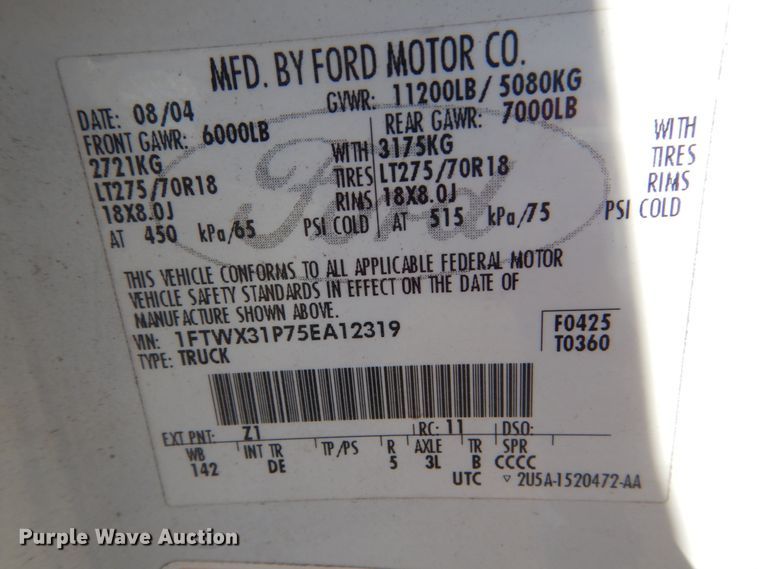 MFD. BY FORD MOTOR CO.
DATE: 08/04 GVWR: 11200LB/ 5080KG
FRONT GAWR: 6000LB REAR GAWR: 7000LB
2721KG WITH 3175KG WITH
LT275/70R18 TIRES LT275/70R18 TIRES
18X8.0J RIMS 18X8.0J RIMS
AT 450 kPa/65 PSI COLD AT 515 kPa/75 PSI COLD
Ford
THIS VEHICLE CONFORMS TO ALL APPLICABLE FEDERAL MOTOR
VEHICLE SAFETY STANDARDS IN EFFECT ON THE DATE OF
MANUFACTURE SHOWN ABOVE.
VIN: 1FTWX31P75EA12319 F0425
TYPE: TRUCK T0360
EXT PNT: Z1 RC: 11 DSO:
WB INT TR TP/PS R AXLE TR SPR
142 DE 5 3L B CCCC
UTC ▽ 2U5A-1520472-AA
Purple Wave Auction